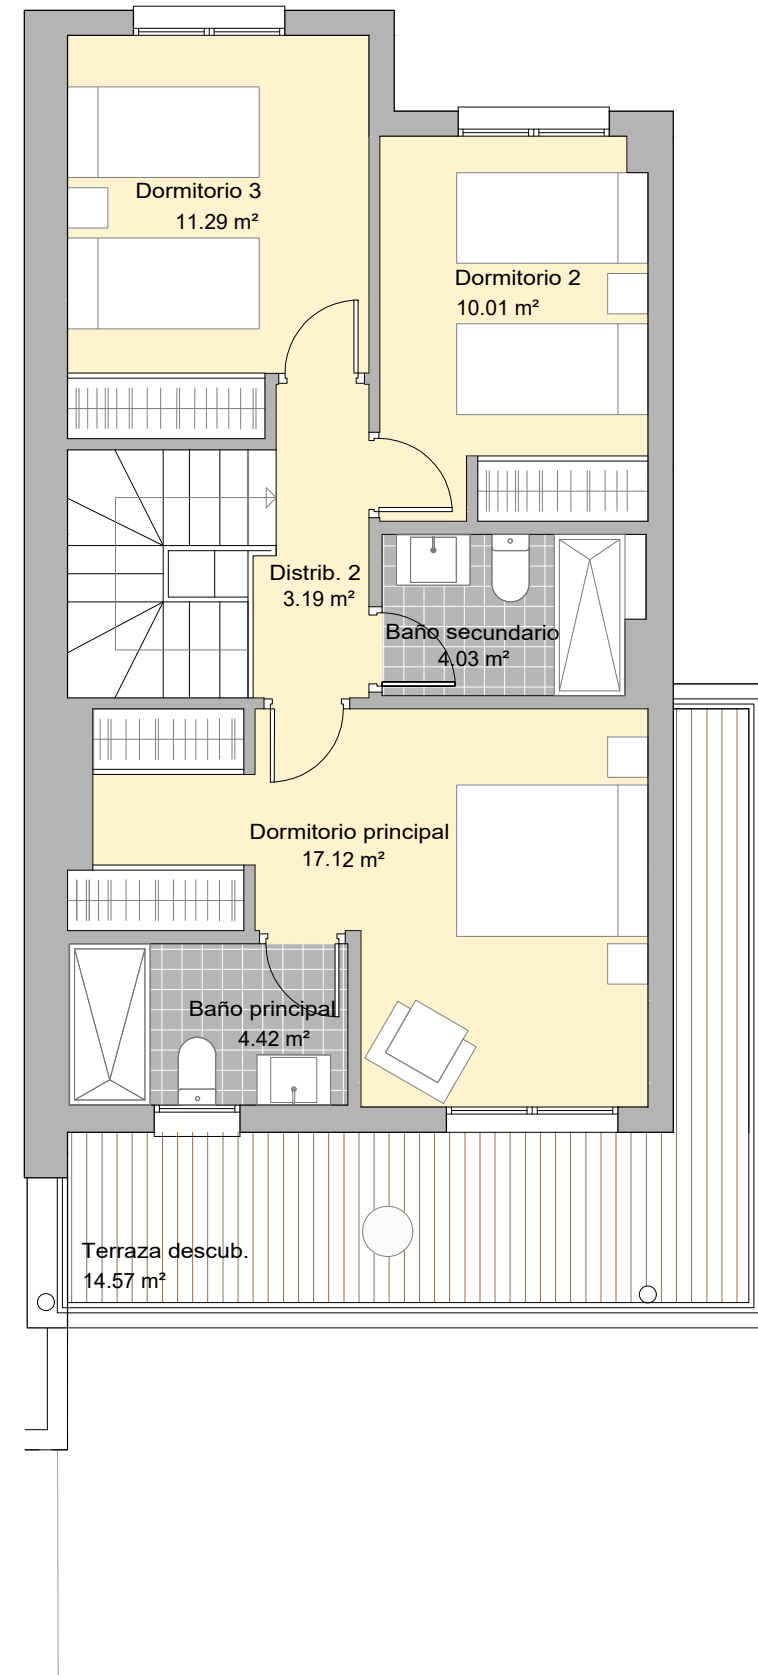 Dormitorio 3
11.29 m²
Dormitorio 2
10.01 m²
Distrib. 2
3.19 m²
Baño secundario
4.03 m²
Dormitorio principal
17.12 m²
Baño principal
4.42 m²
Terraza descub.
14.57 m²